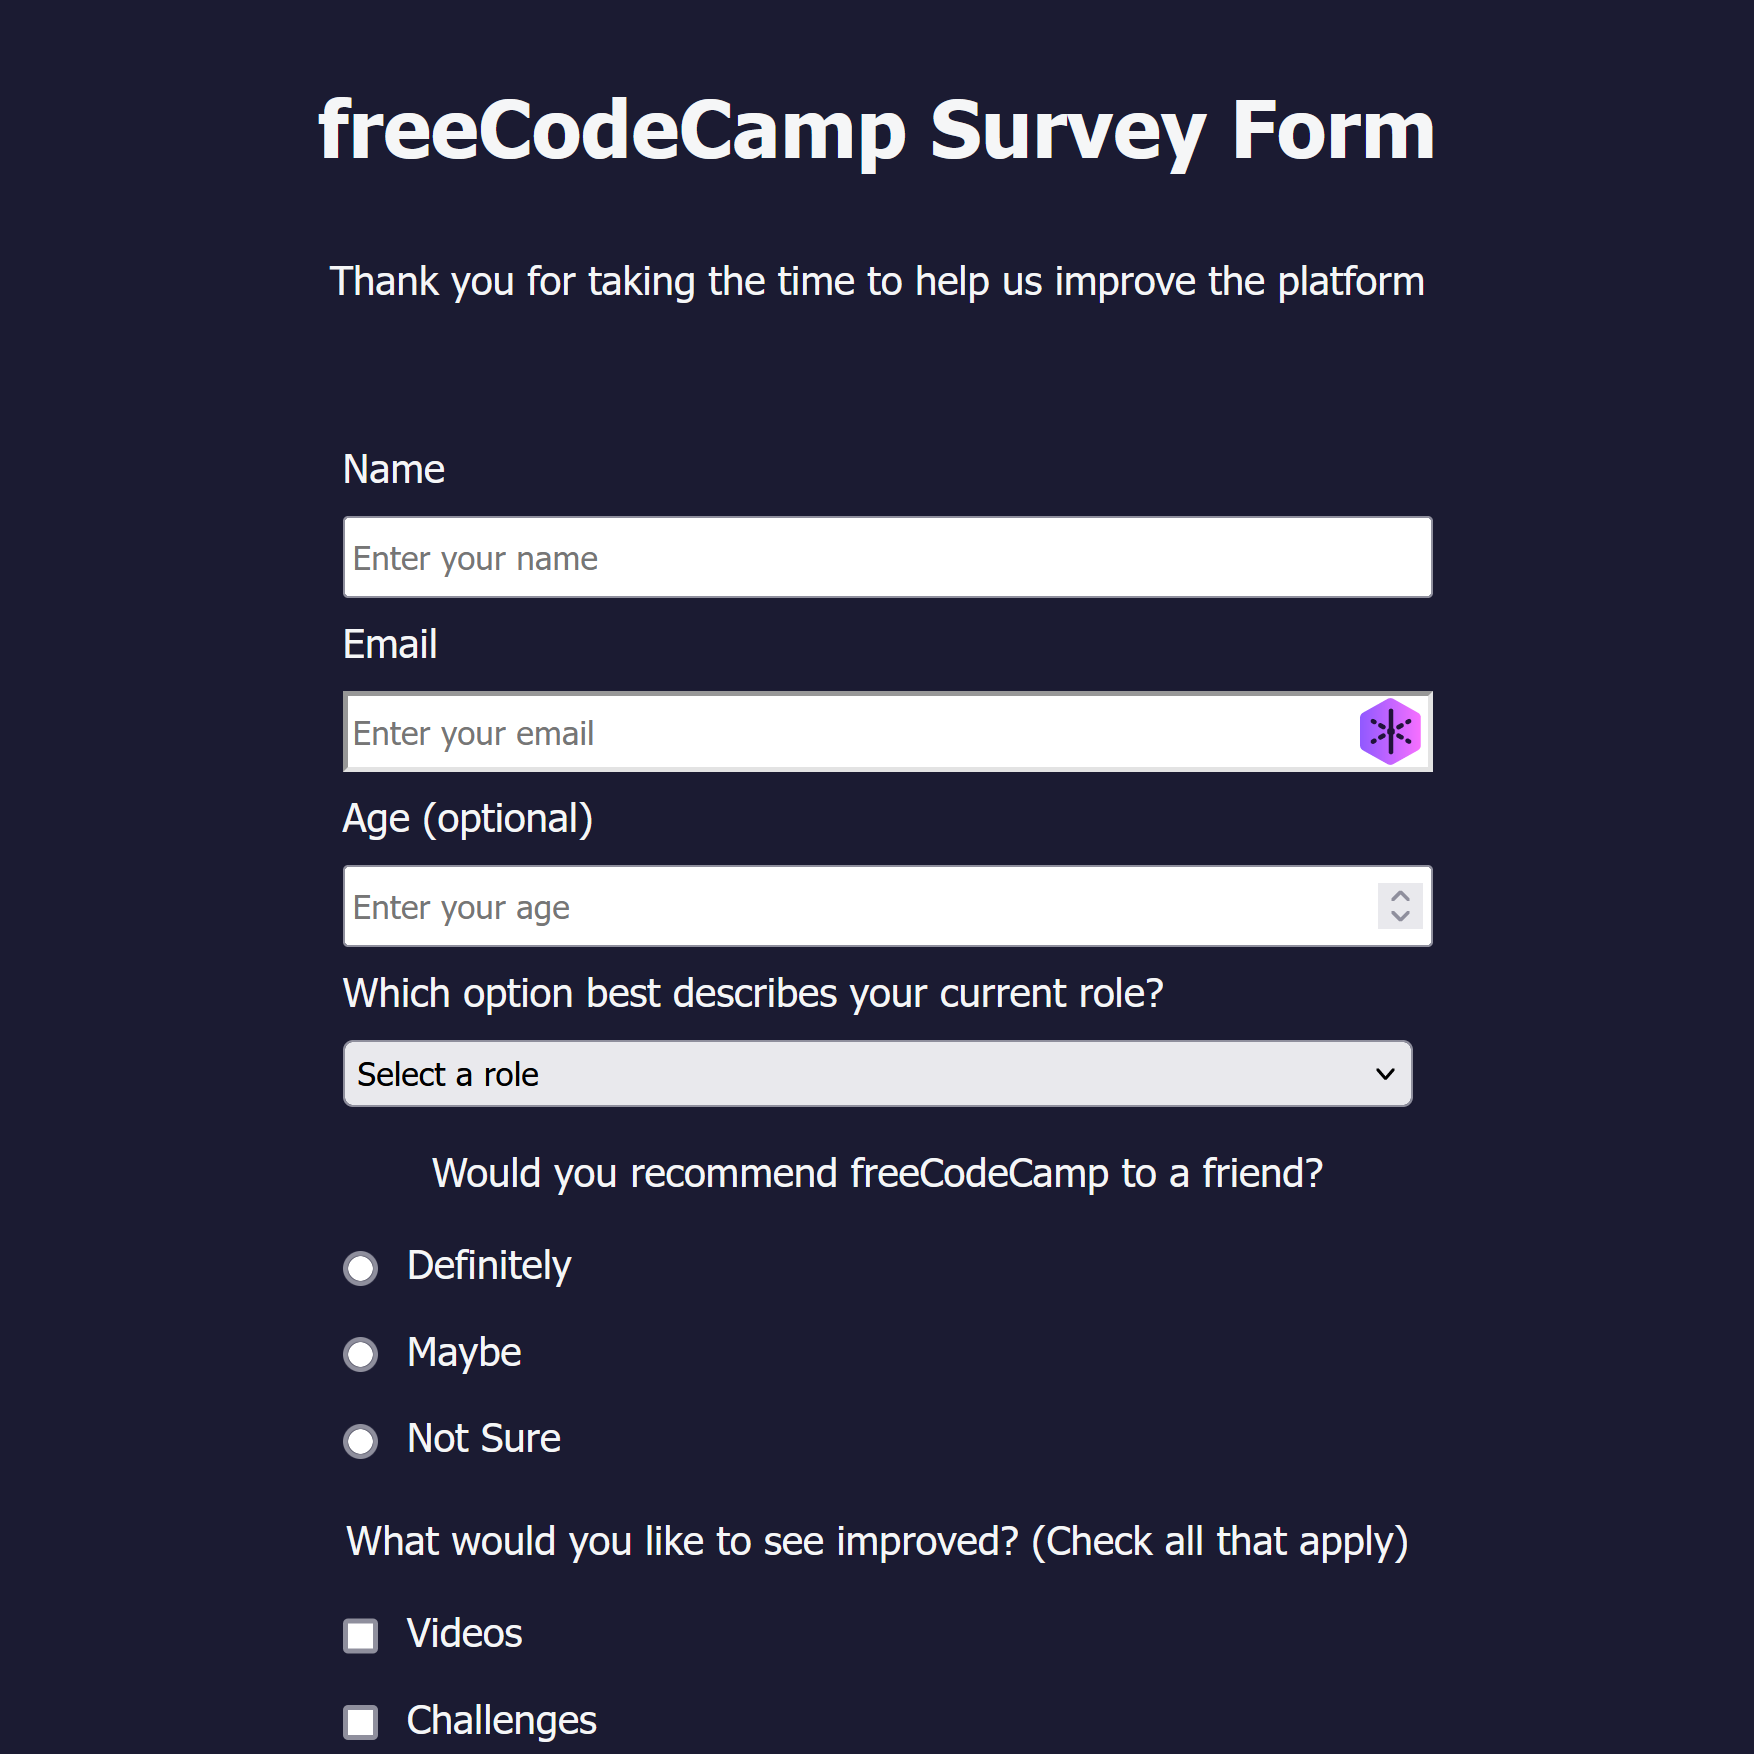 freeCodeCamp Survey Form
Thank you for taking the time to help us improve the platform
Name
Enter your name
Email
Enter your email
Age (optional)
Enter your age
Which option best describes your current role?
Select a role
Would you recommend freeCodeCamp to a friend?
Definitely
Maybe
Not Sure
What would you like to see improved? (Check all that apply)
Videos
Challenges